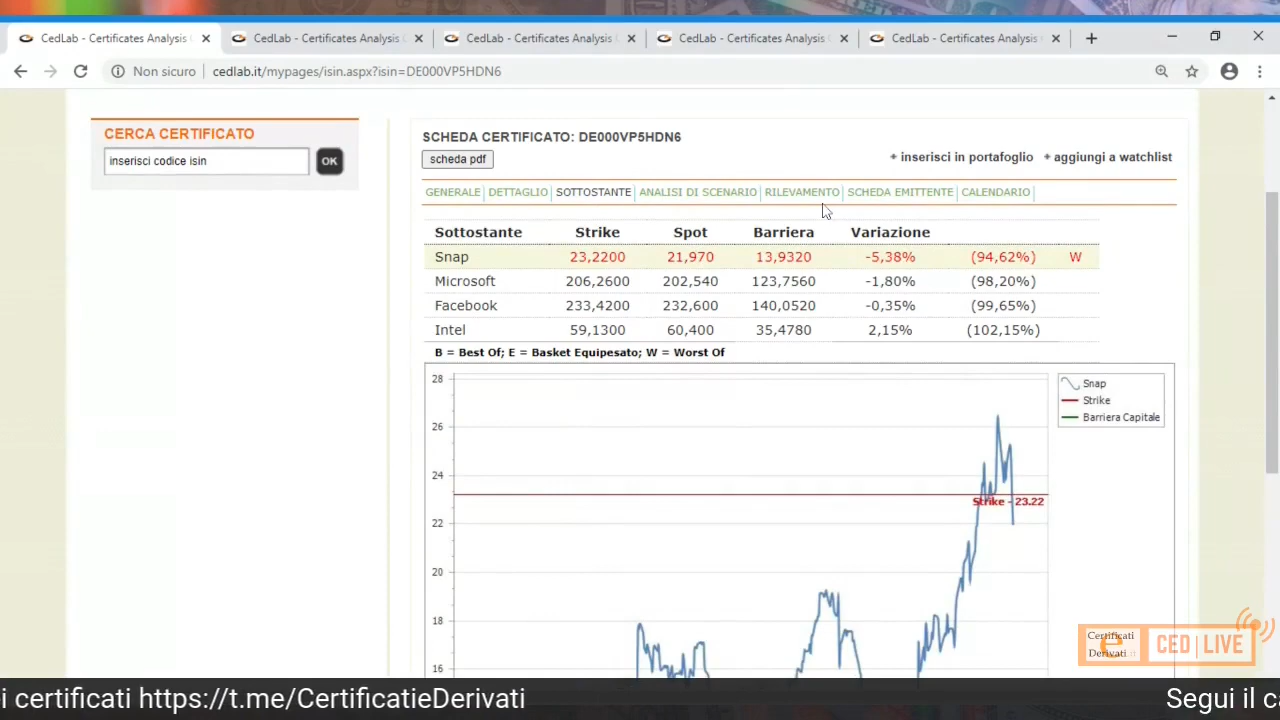 CedLab - Certificates Analysis
CedLab - Certificates Analysis
CedLab - Certificates Analysis
CedLab - Certificates Analysis
CedLab - Certificates Analysis
Non sicuro
cedlab.it/mypages/isin.aspx?isin=DE000VP5HDN6
CERCA CERTIFICATO
inserisci codice isin
OK
SCHEDA CERTIFICATO: DE000VP5HDN6
scheda pdf
+ inserisci in portafoglio + aggiungi a watchlist
GENERALE DETTAGLIO SOTTOSTANTE ANALISI DI SCENARIO RILEVAMENTO SCHEDA EMITTENTE CALENDARIO
Sottostante Strike Spot Barriera Variazione
Snap 23,2200 21,970 13,9320 -5,38% (94,62%) W
Microsoft 206,2600 202,540 123,7560 -1,80% (98,20%)
Facebook 233,4200 232,600 140,0520 -0,35% (99,65%)
Intel 59,1300 60,400 35,4780 2,15% (102,15%)
B = Best Of; E = Basket Equipesato; W = Worst Of
28
26
24
22
20
18
16
Strike - 23.22
Snap
Strike
Barriera Capitale
Certificati
e
Derivati.it
CED|LIVE
i certificati https://t.me/CertificatieDerivati
Segui il c